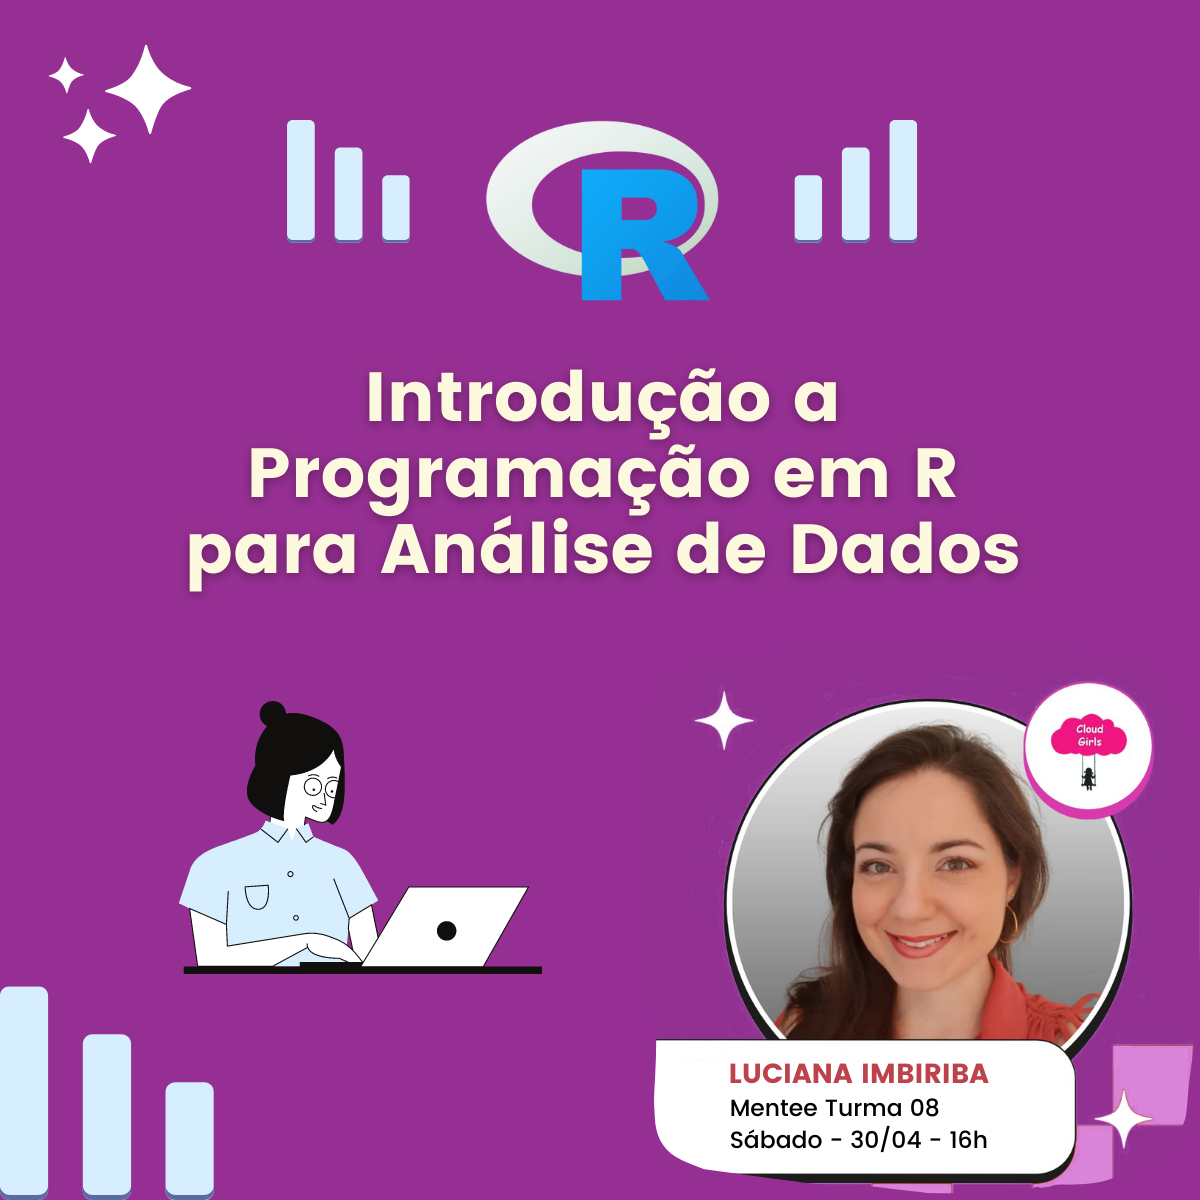 R
Introdução a
Programação em R
para Análise de Dados
Cloud
Girls
LUCIANA IMBIRIBA
Mentee Turma 08
Sábado - 30/04 - 16h